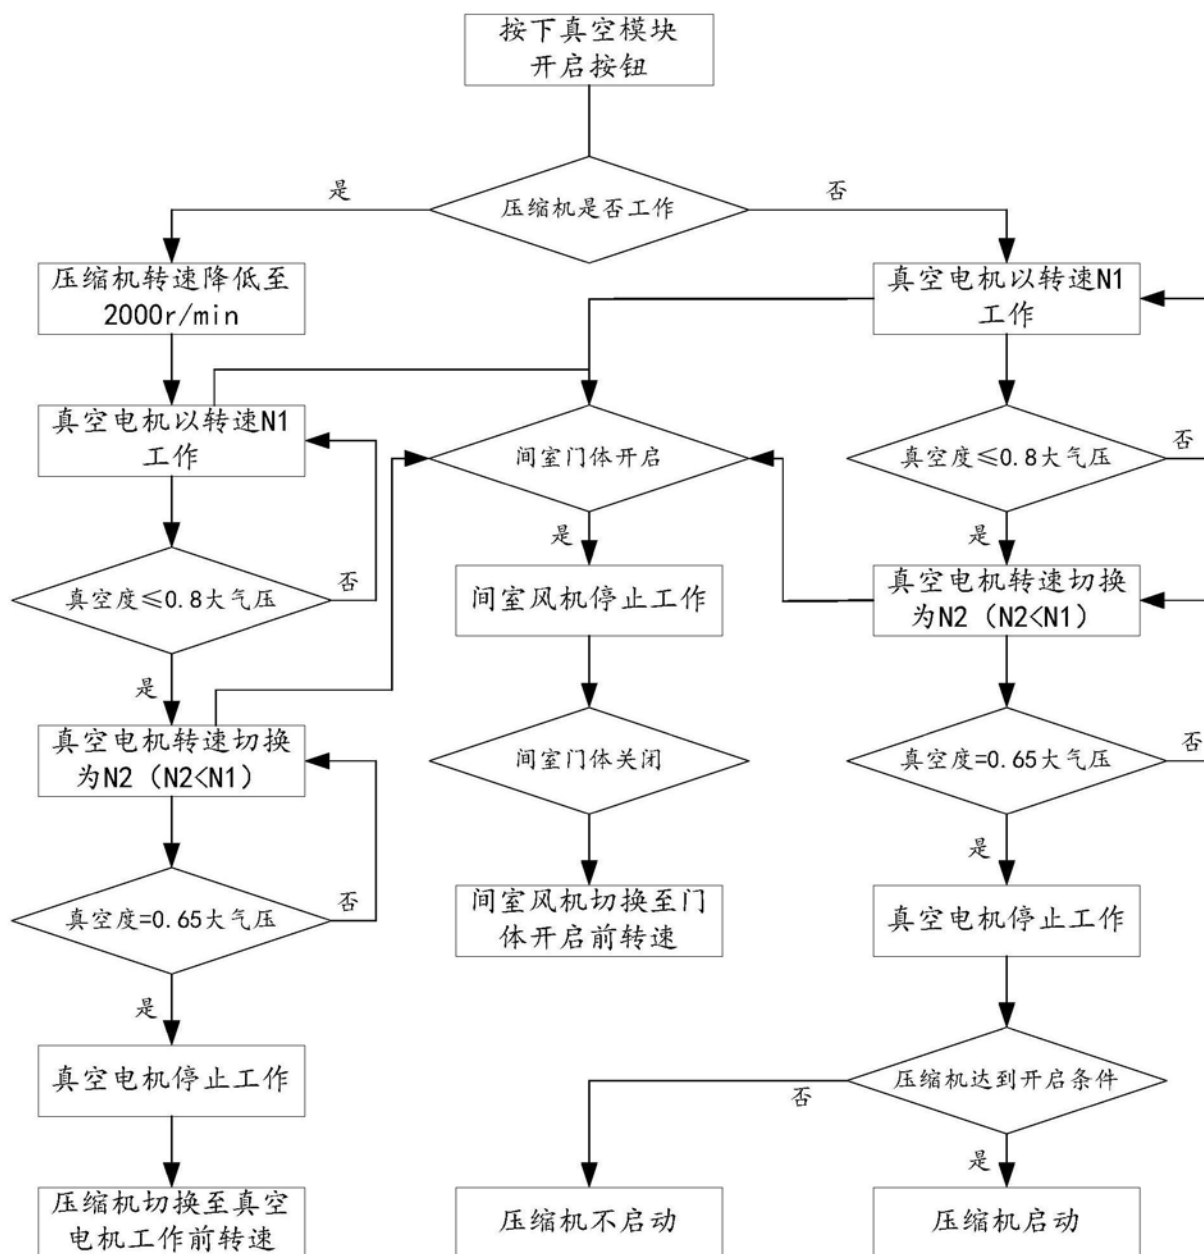 按下真空模块
开启按钮
是
压缩机是否工作
否
压缩机转速降低至
2000r/min
真空电机以转速N1
工作
真空电机以转速N1
工作
间室门体开启
真空度≤0.8大气压
否
是
是
真空度≤0.8大气压
否
间室风机停止工作
真空电机转速切换
为N2（N2<N1）
是
真空电机转速切换
为N2（N2<N1）
间室门体关闭
真空度=0.65大气压
否
是
真空度=0.65大气压
否
间室风机切换至门
体开启前转速
真空电机停止工作
是
真空电机停止工作
压缩机达到开启条件
否
是
压缩机切换至真空
电机工作前转速
压缩机不启动
压缩机启动